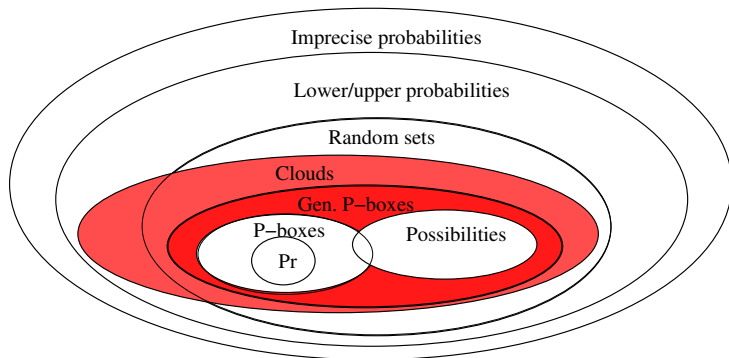 Imprecise probabilities
Lower/upper probabilities
Random sets
Clouds
Gen. P−boxes
P−boxes
Possibilities
Pr